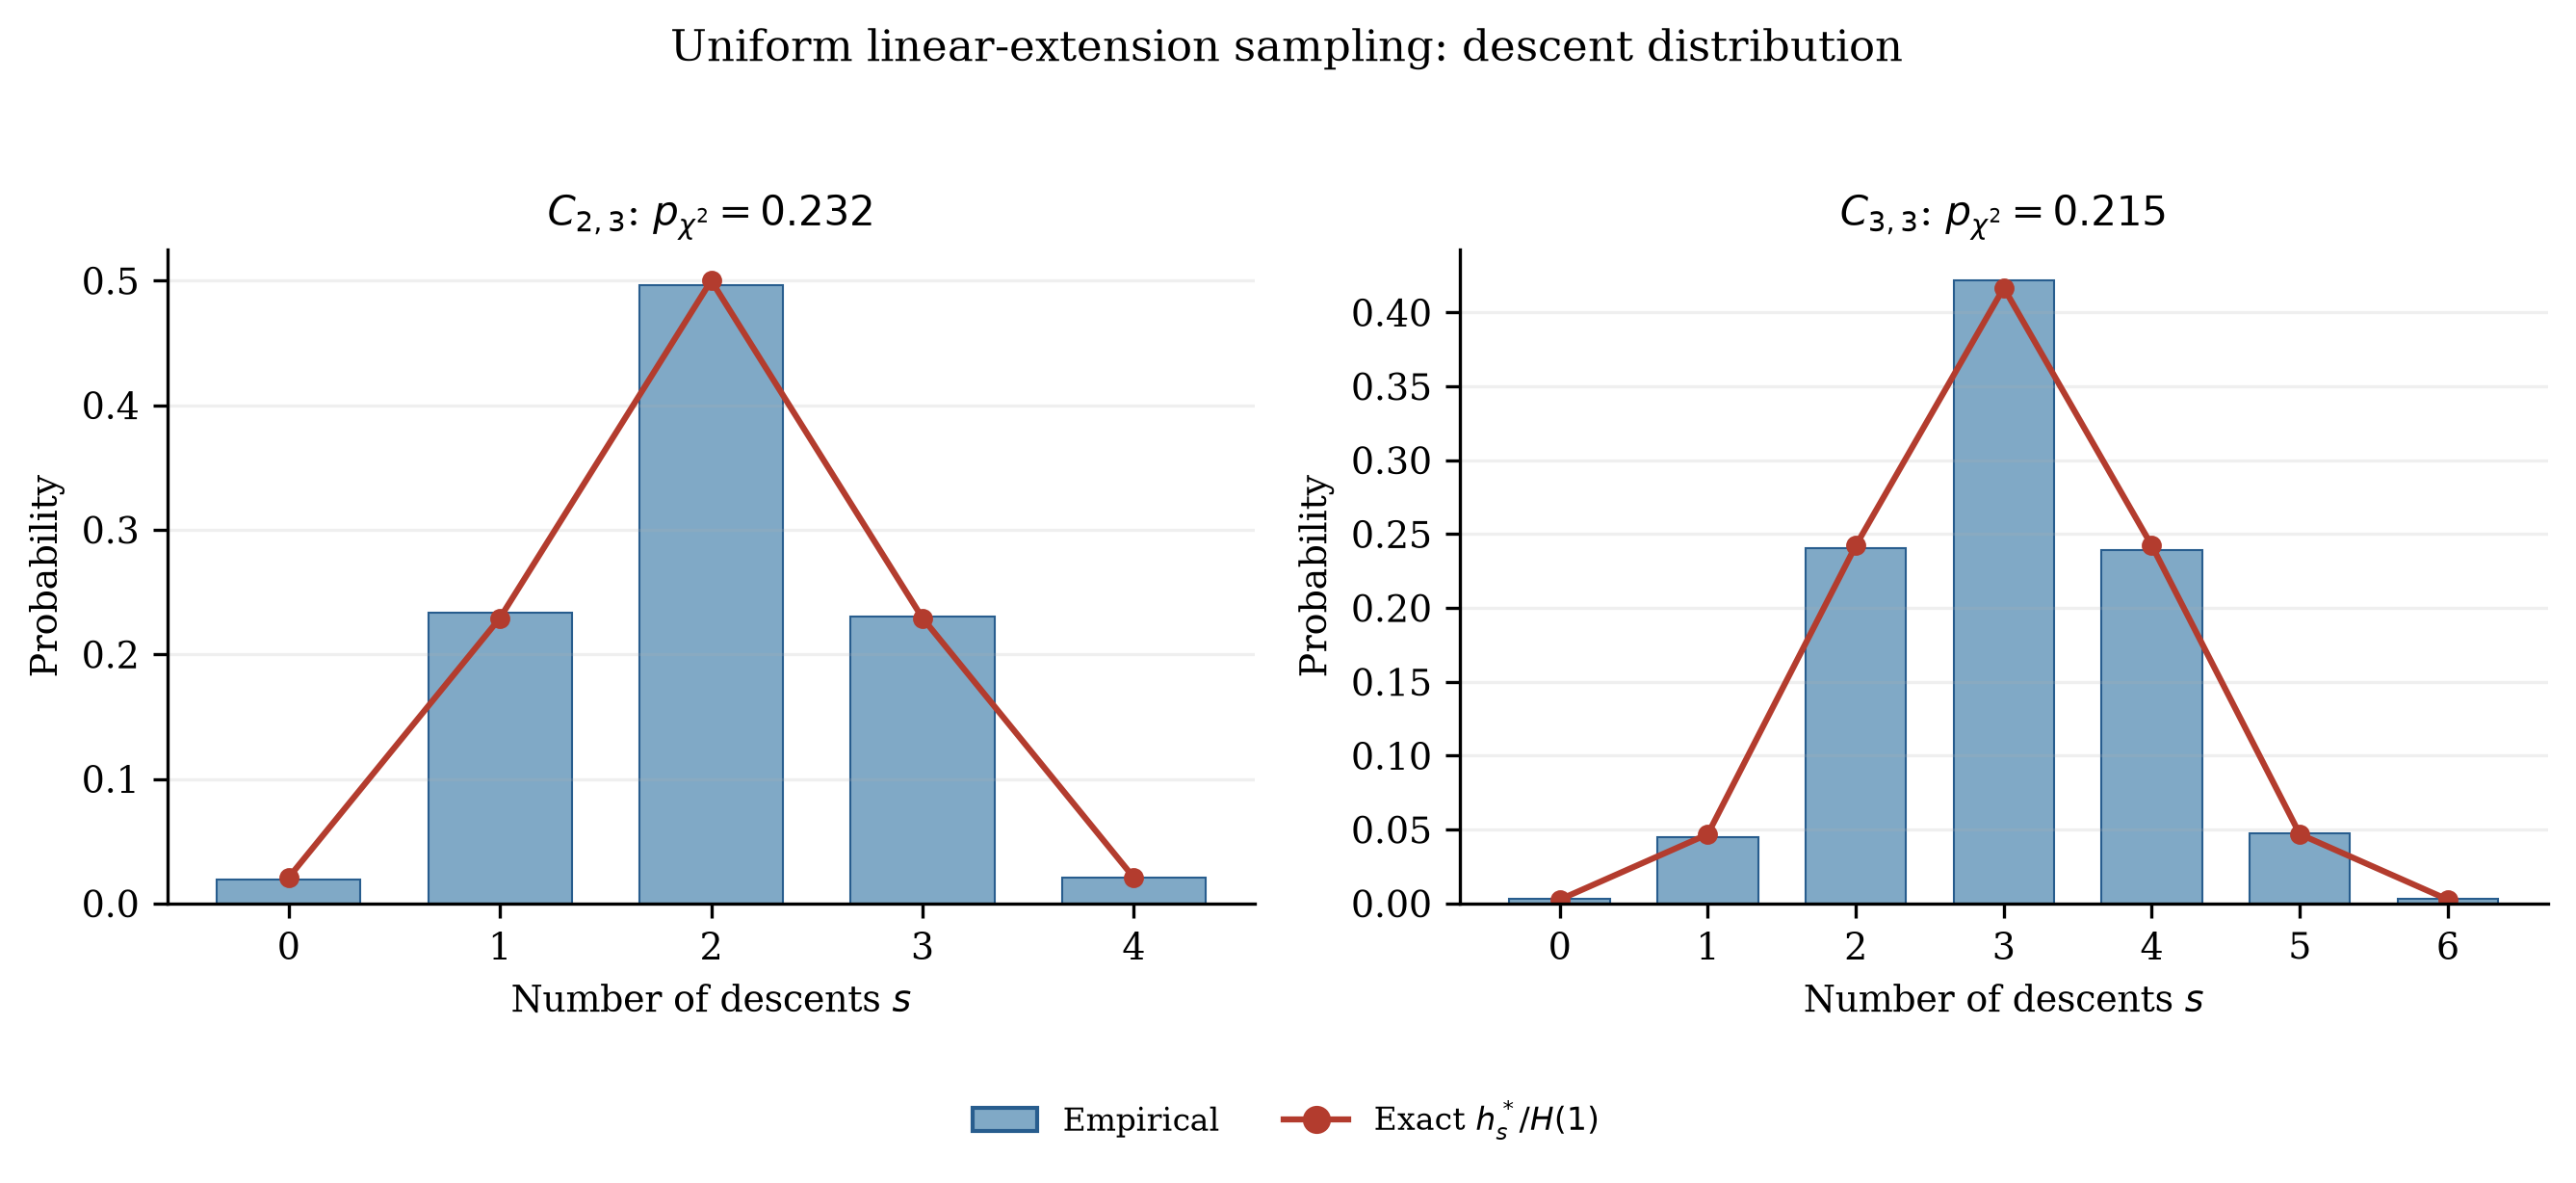 Uniform linear-extension sampling: descent distribution
C₂,₃: pχ² = 0.232
Probability
0.5
0.4
0.3
0.2
0.1
0.0
0 1 2 3 4
Number of descents s
C₃,₃: pχ² = 0.215
Probability
0.40
0.35
0.30
0.25
0.20
0.15
0.10
0.05
0.00
0 1 2 3 4 5 6
Number of descents s
Empirical
Exact hₛ*/H(1)